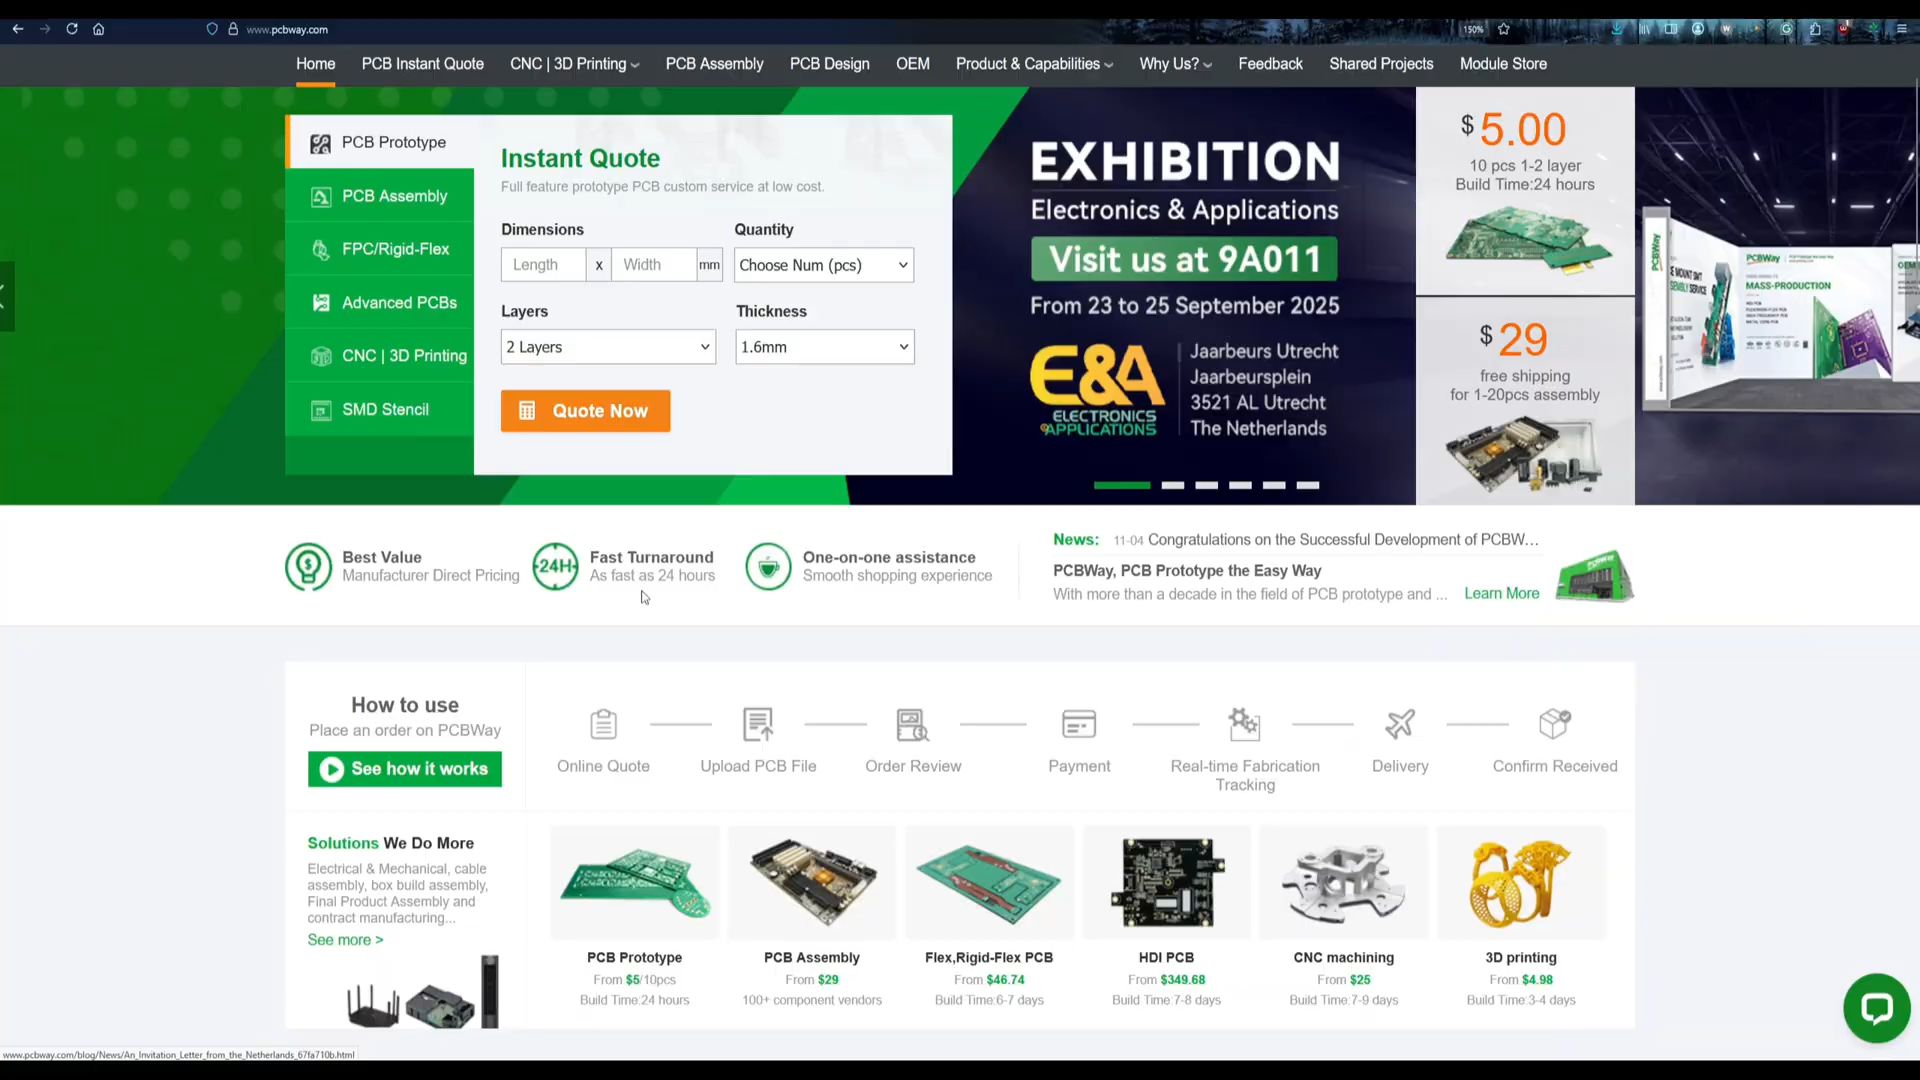 www.pcbway.com
150%
Home
PCB Instant Quote
CNC | 3D Printing
PCB Assembly
PCB Design
OEM
Product & Capabilities
Why Us?
Feedback
Shared Projects
Module Store
PCB Prototype
PCB Assembly
FPC/Rigid-Flex
Advanced PCBs
CNC | 3D Printing
SMD Stencil
Instant Quote
Full feature prototype PCB custom service at low cost.
Dimensions
Quantity
Length x Width mm
Choose Num (pcs)
Layers
Thickness
2 Layers
1.6mm
Quote Now
EXHIBITION
Electronics & Applications
Visit us at 9A011
From 23 to 25 September 2025
E&A
ELECTRONICS
&APPLICATIONS
Jaarbeurs Utrecht
Jaarbeursplein
3521 AL Utrecht
The Netherlands
$ 5.00
10 pcs 1-2 layer
Build Time:24 hours
$ 29
free shipping
for 1-20pcs assembly
PCBWay
PCBWay
MASS-PRODUCTION
OEM
Best Value
Manufacturer Direct Pricing
24H
Fast Turnaround
As fast as 24 hours
One-on-one assistance
Smooth shopping experience
News: 11-04 Congratulations on the Successful Development of PCBW...
PCBWay, PCB Prototype the Easy Way
With more than a decade in the field of PCB prototype and ... Learn More
How to use
Place an order on PCBWay
See how it works
Online Quote
Upload PCB File
Order Review
Payment
Real-time Fabrication
Tracking
Delivery
Confirm Received
Solutions We Do More
Electrical & Mechanical, cable
assembly, box build assembly,
Final Product Assembly and
contract manufacturing...
See more >
PCB Prototype
From $5/10pcs
Build Time:24 hours
PCB Assembly
From $29
100+ component vendors
Flex,Rigid-Flex PCB
From $46.74
Build Time:6-7 days
HDI PCB
From $349.68
Build Time:7-8 days
CNC machining
From $25
Build Time:7-9 days
3D printing
From $4.98
Build Time:3-4 days
www.pcbway.com/blog/News/An_Invitation_Letter_from_the_Netherlands_67fa710b.html